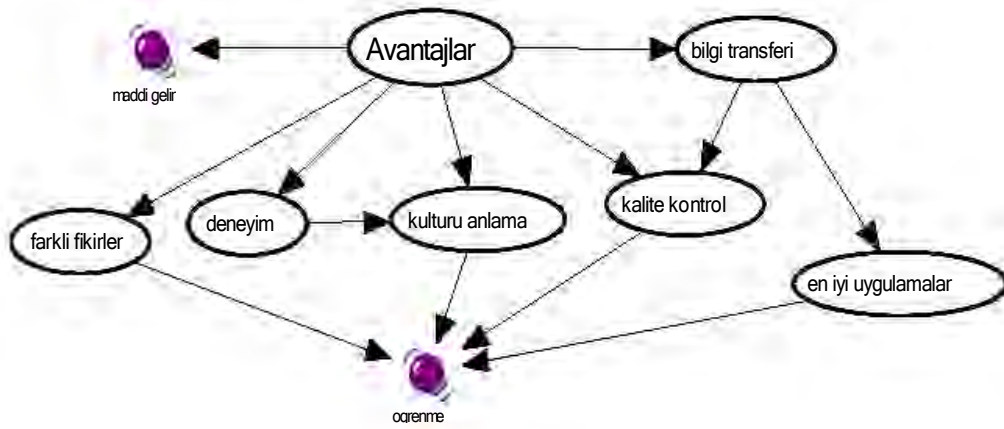 Avantajlar
bilgi transferi
maddi gelir
farkli fikirler
deneyim
kulturu anlama
kalite kontrol
en iyi uygulamalar
ogrenme